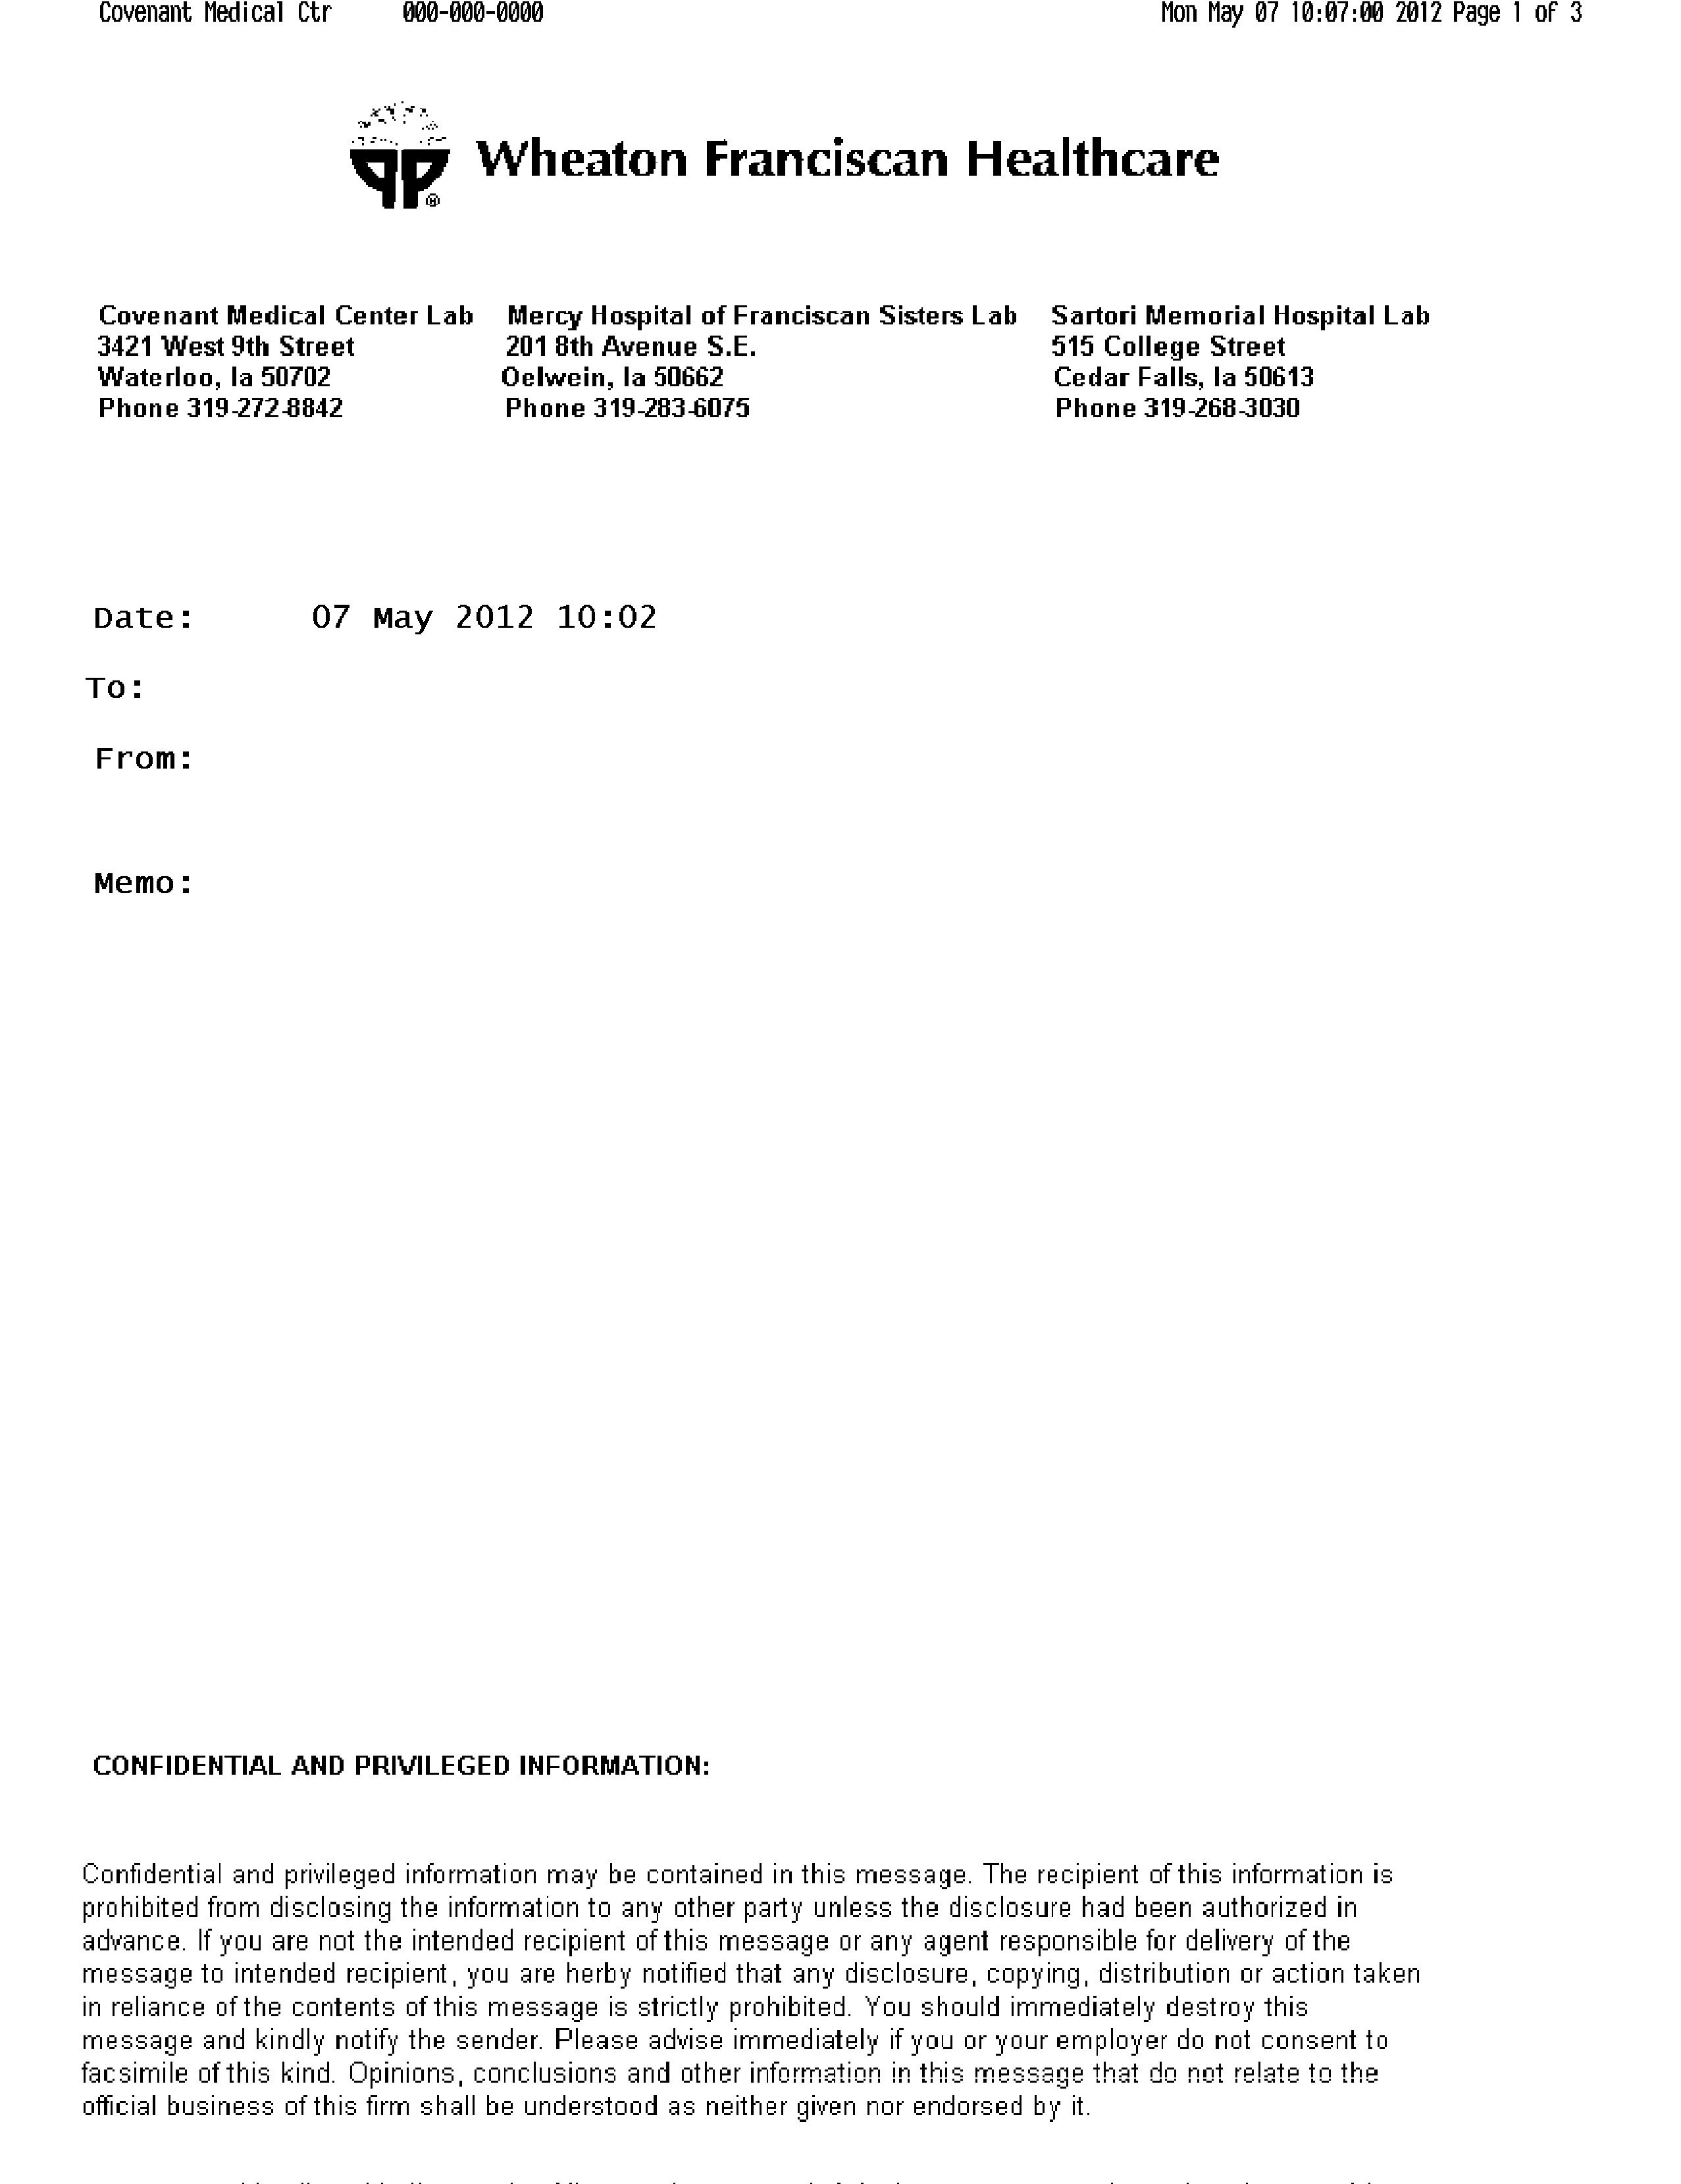 Covenant Medical Ctr 000-000-0000 Mon May 07 10:07:00 2012 Page 1 of 3
Wheaton Franciscan Healthcare
Covenant Medical Center Lab Mercy Hospital of Franciscan Sisters Lab Sartori Memorial Hospital Lab
3421 West 9th Street 201 8th Avenue S.E. 515 College Street
Waterloo, Ia 50702 Oelwein, Ia 50662 Cedar Falls, Ia 50613
Phone 319-272-8842 Phone 319-283-6075 Phone 319-268-3030
Date: 07 May 2012 10:02
To:
From:
Memo:
CONFIDENTIAL AND PRIVILEGED INFORMATION:
Confidential and privileged information may be contained in this message. The recipient of this information is
prohibited from disclosing the information to any other party unless the disclosure had been authorized in
advance. If you are not the intended recipient of this message or any agent responsible for delivery of the
message to intended recipient, you are herby notified that any disclosure, copying, distribution or action taken
in reliance of the contents of this message is strictly prohibited. You should immediately destroy this
message and kindly notify the sender. Please advise immediately if you or your employer do not consent to
facsimile of this kind. Opinions, conclusions and other information in this message that do not relate to the
official business of this firm shall be understood as neither given nor endorsed by it.